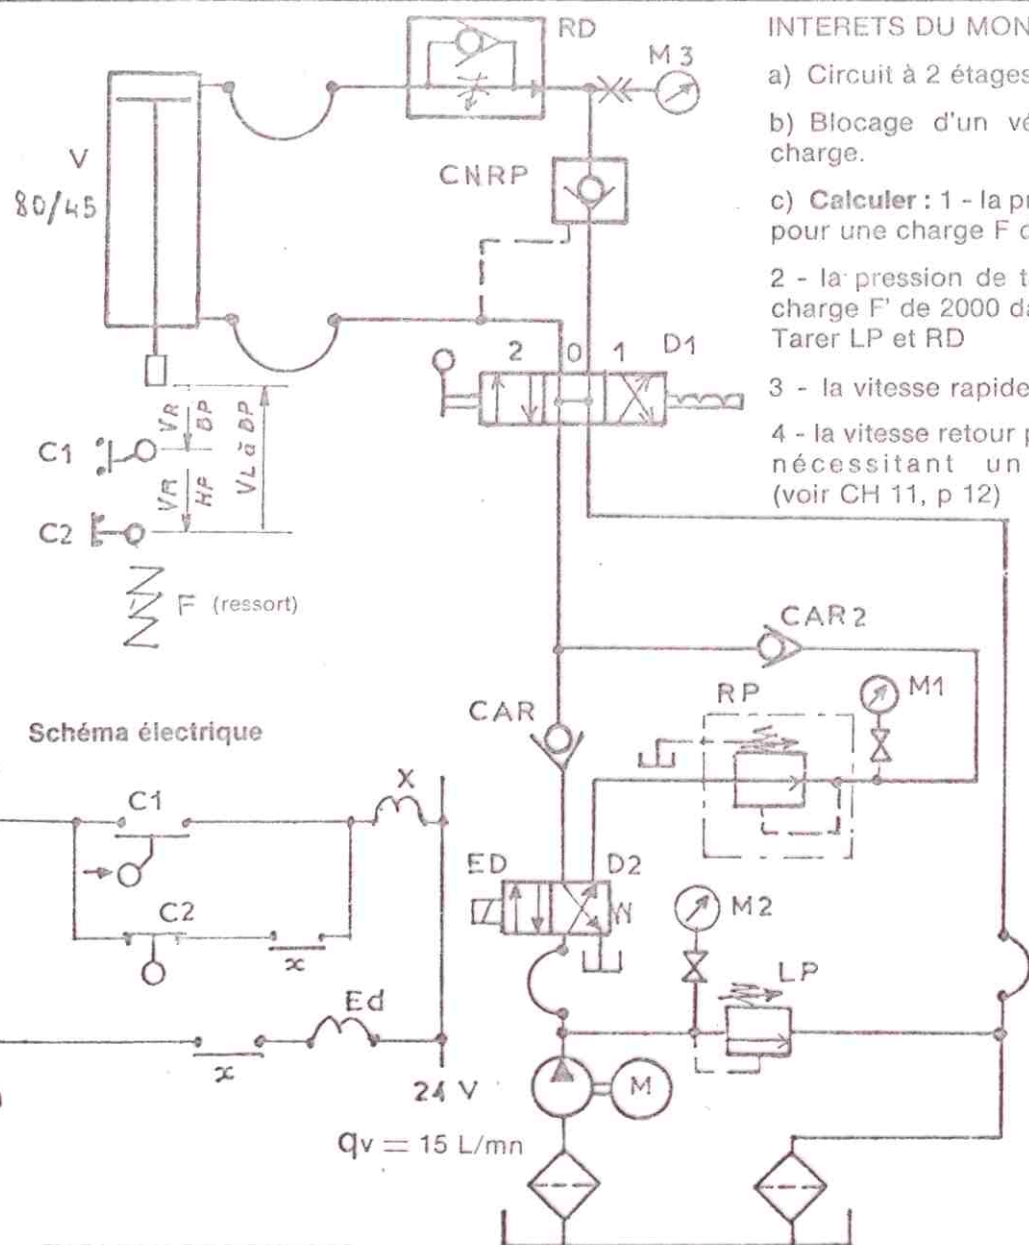 INTERETS DU MON
a) Circuit à 2 étages
b) Blocage d'un vé
charge.
c) Calculer : 1 - la pr
pour une charge F d
2 - la pression de t
charge F' de 2000 da
Tarer LP et RD
3 - la vitesse rapide
4 - la vitesse retour p
nécessitant un
(voir CH 11, p 12)
RD
M3
V
80/45
CNRP
2 0 1 D1
C1
VR BP
VR HP
VL à BP
C2
F (ressort)
CAR2
RP
M1
CAR
Schéma électrique
C1
X
C2
x
Ed
x
24 V
ED
D2
M2
LP
M
qv = 15 L/mn